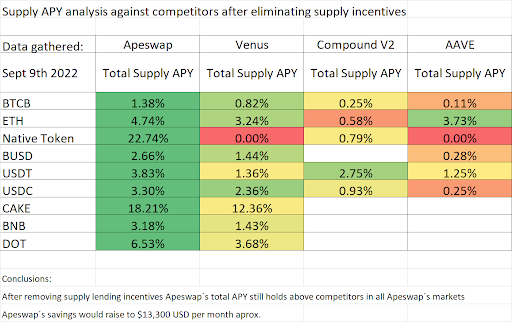 Supply APY analysis against competitors after eliminating supply incentives
Data gathered: Apeswap Venus Compound V2 AAVE
Sept 9th 2022 Total Supply APY Total Supply APY Total Supply APY Total Supply APY
BTCB 1.38% 0.82% 0.25% 0.11%
ETH 4.74% 3.24% 0.58% 3.73%
Native Token 22.74% 0.00% 0.79% 0.00%
BUSD 2.66% 1.44% 0.28%
USDT 3.83% 1.36% 2.75% 1.25%
USDC 3.30% 2.36% 0.93% 0.25%
CAKE 18.21% 12.36%
BNB 3.18% 1.43%
DOT 6.53% 3.68%
Conclusions:
After removing supply lending incentives Apeswap´s total APY still holds above competitors in all Apeswap´s markets
Apeswap´s savings would raise to $13,300 USD per month aprox.